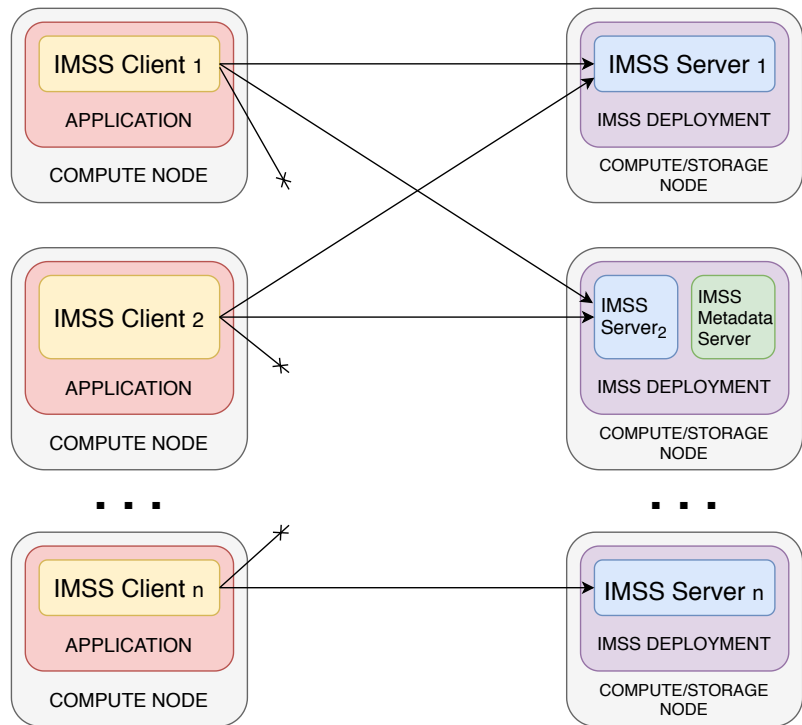 IMSS Client 1
APPLICATION
COMPUTE NODE
IMSS Server 1
IMSS DEPLOYMENT
COMPUTE/STORAGE
NODE
IMSS Client 2
APPLICATION
COMPUTE NODE
IMSS
Server2
IMSS
Metadata
Server
IMSS DEPLOYMENT
COMPUTE/STORAGE
NODE
. . .
. . .
IMSS Client n
APPLICATION
COMPUTE NODE
IMSS Server n
IMSS DEPLOYMENT
COMPUTE/STORAGE
NODE